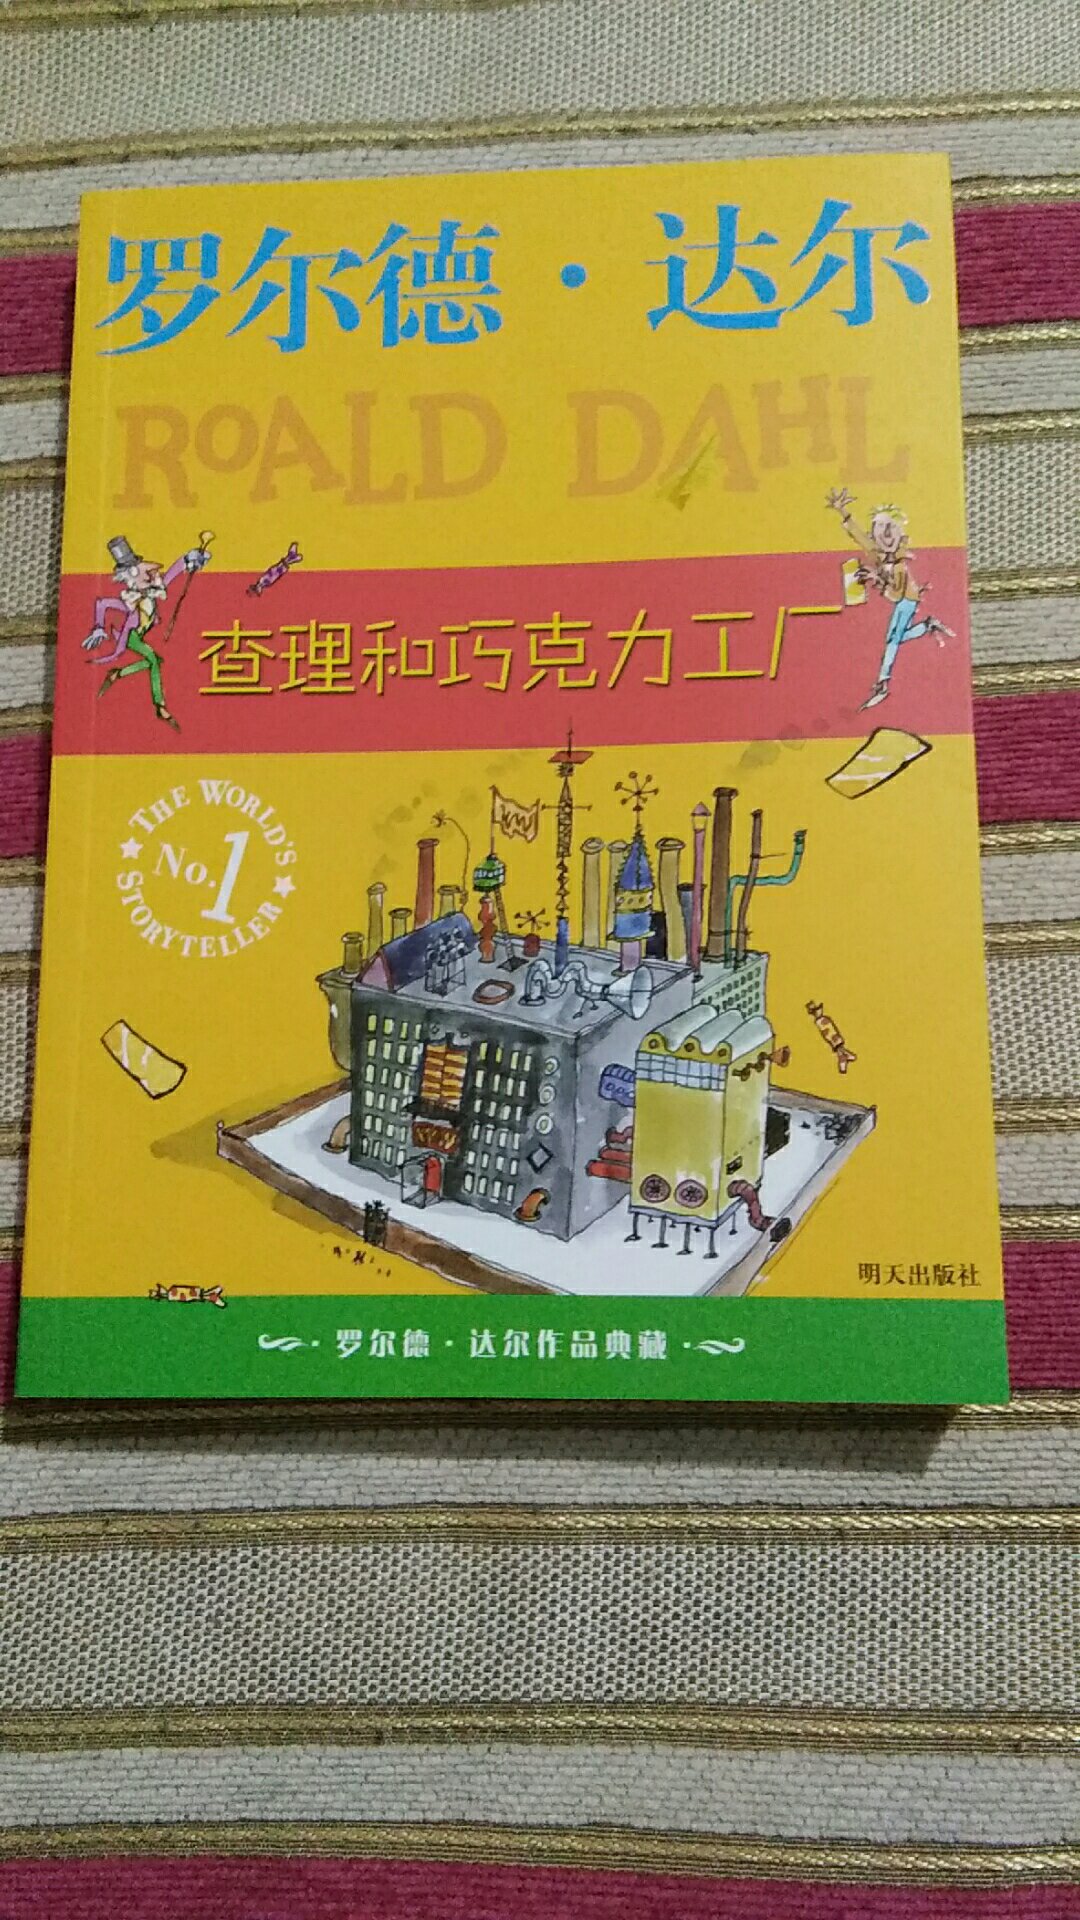 罗尔德·达尔
ROALD DAHL
查理和巧克力工厂
THE WORLD'S
No.1
STORYTELLER
明天出版社
·罗尔德·达尔作品典藏·